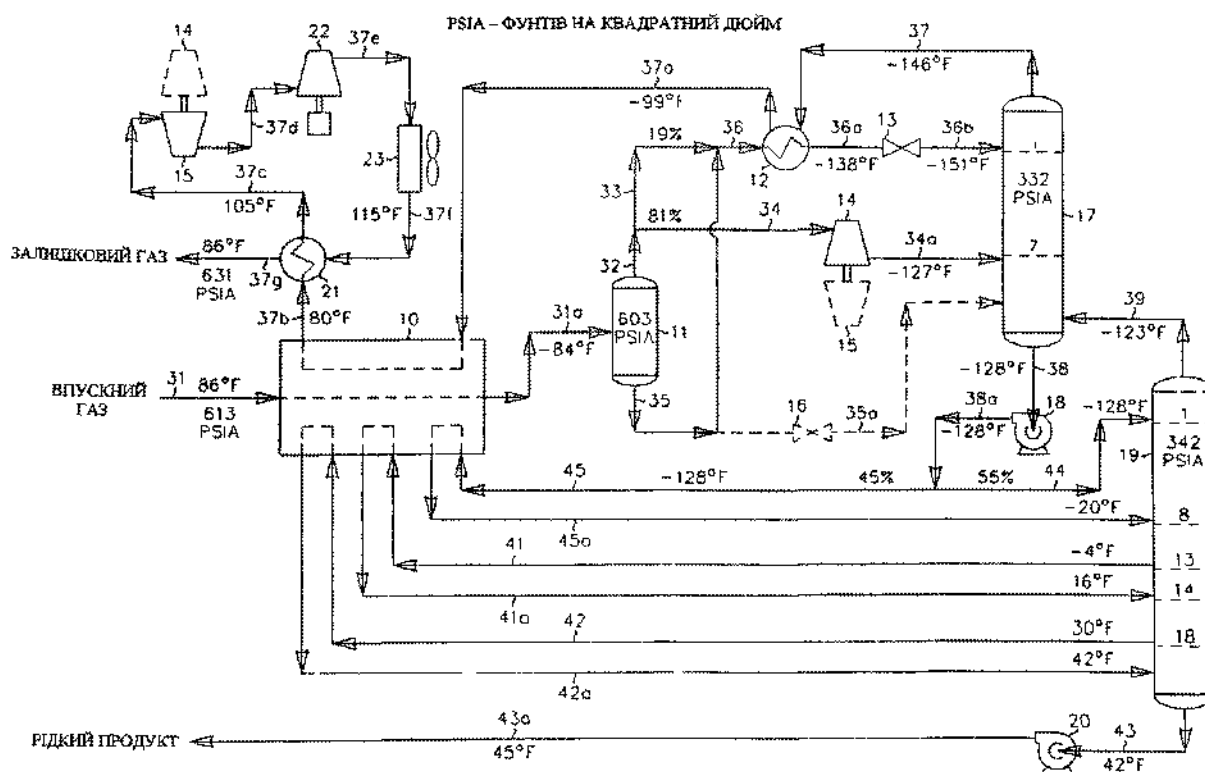 PSIA – ФУНТІВ НА КВАДРАТНИЙ ДЮЙМ
14
22
37e
37
-146°F
37a
-99°F
37d
15
23
19%
36
36a
13
36b
12
-138°F
-151°F
1
332
PSIA
17
37c
105°F
115°F
37f
33
81%
34
14
34a
-127°F
7
ЗАЛИШКОВИЙ ГАЗ
86°F
631
PSIA
37g
21
32
37b
80°F
10
31a
-84°F
603
PSIA
11
15
39
-123°F
31
86°F
ВПУСКНИЙ
ГАЗ
613
PSIA
35
16
35a
-128°F
38
38a
18
-128°F
-128°F
1
19
342
PSIA
45
-128°F
45%
55%
44
-20°F
45a
8
41
-4°F
13
16°F
41a
14
42
30°F
18
42°F
42a
43a
РІДКИЙ ПРОДУКТ
45°F
20
43
42°F